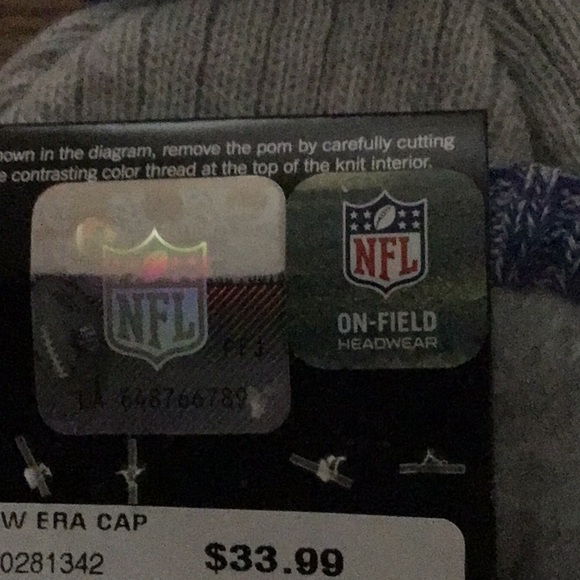 own in the diagram, remove the pom by carefully cutting
e contrasting color thread at the top of the knit interior.
NFL
NFL
ON-FIELD
HEADWEAR
648766789
W ERA CAP
0281342
$33.99